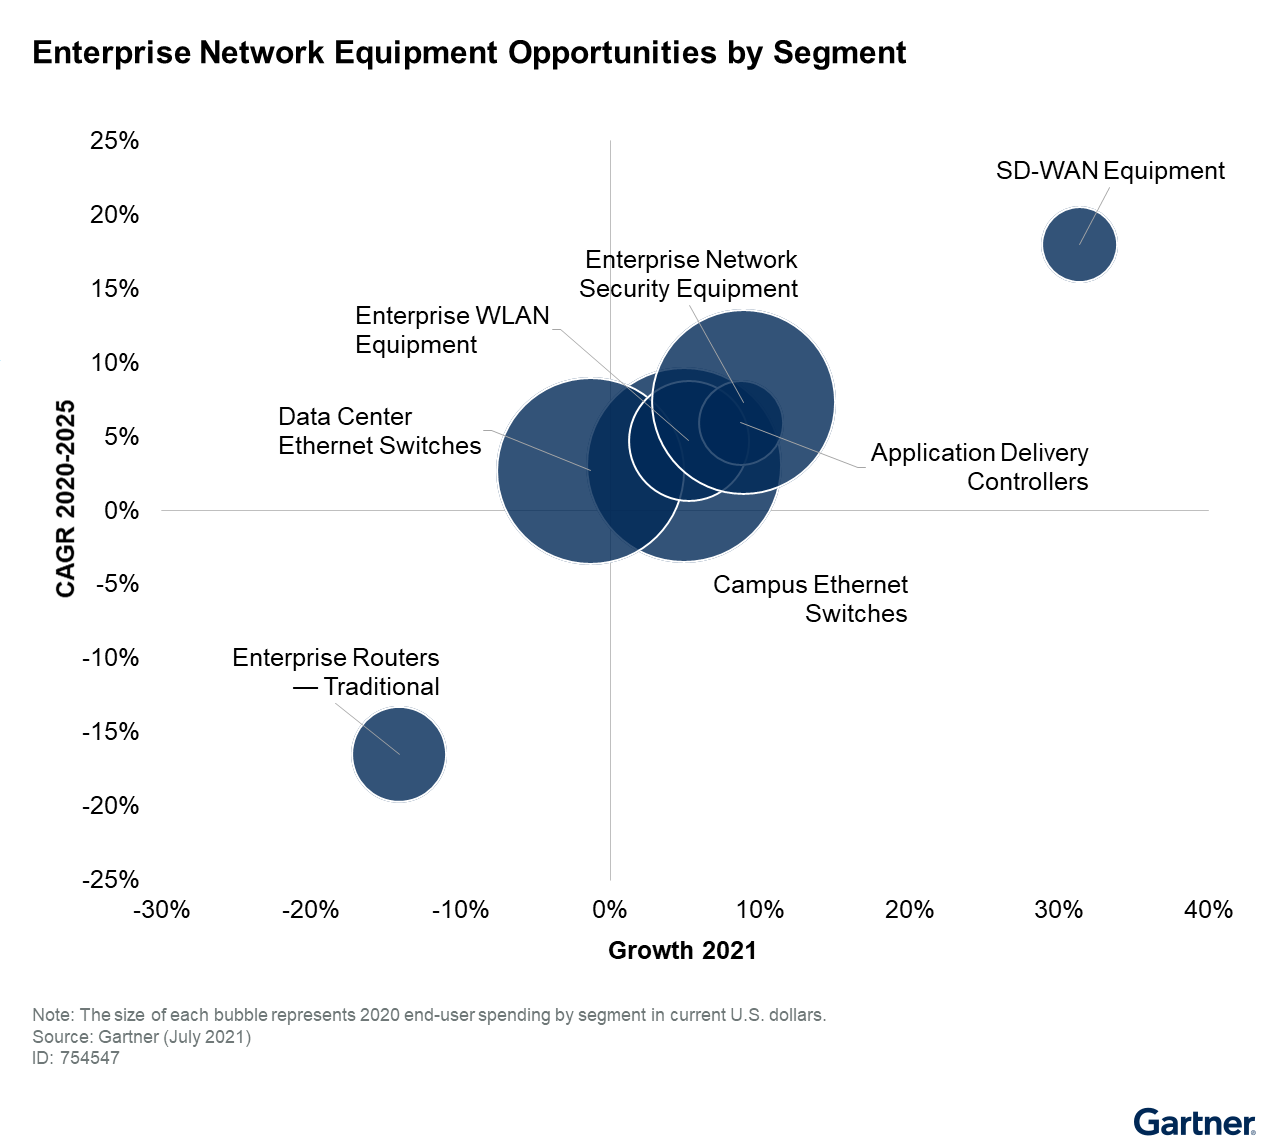 Enterprise Network Equipment Opportunities by Segment
25%
20%
15%
10%
5%
0%
-5%
-10%
-15%
-20%
-25%
CAGR 2020-2025
SD-WAN Equipment
Enterprise Network
Security Equipment
Enterprise WLAN
Equipment
Data Center
Ethernet Switches
Application Delivery
Controllers
Campus Ethernet
Switches
Enterprise Routers
— Traditional
-30%
-20%
-10%
0%
10%
20%
30%
40%
Growth 2021
Note: The size of each bubble represents 2020 end-user spending by segment in current U.S. dollars.
Source: Gartner (July 2021)
ID: 754547
Gartner®